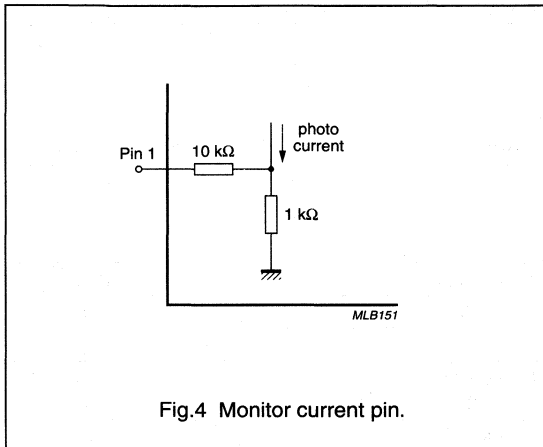 photo
current
Pin 1
10 kΩ
1 kΩ
MLB151
Fig.4 Monitor current pin.